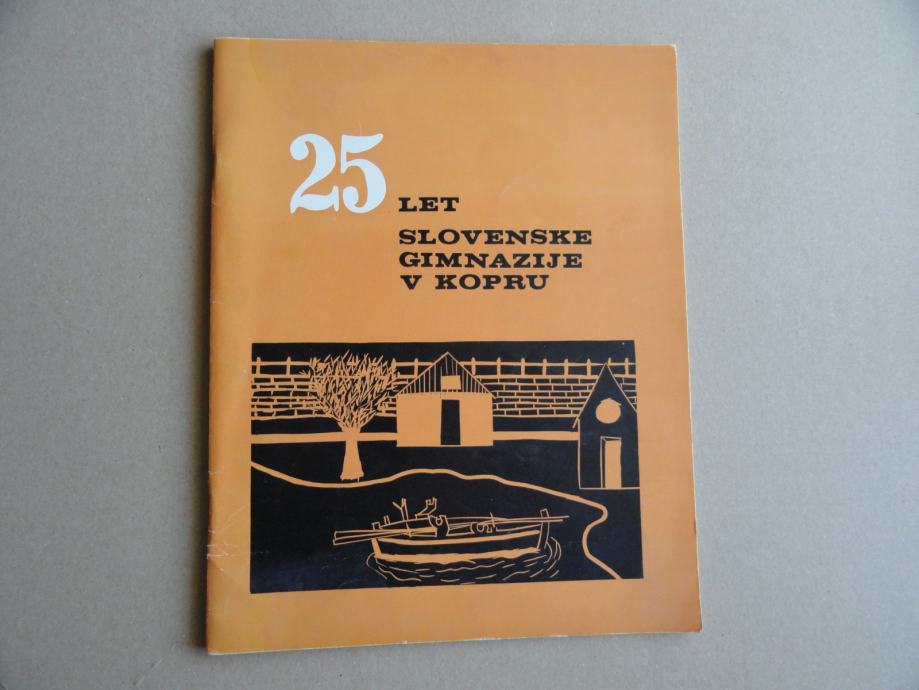 25 LET
SLOVENSKE
GIMNAZIJE
V KOPRU